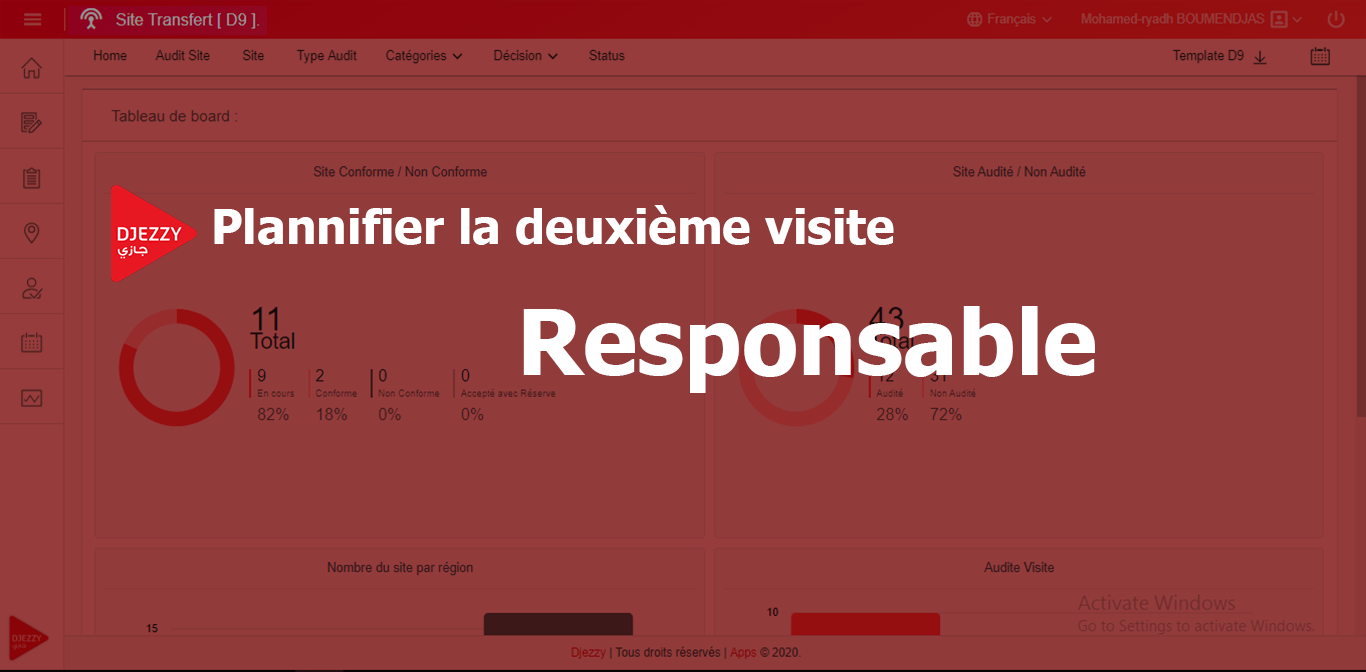 Site Transfert [ D9 ].
Français
Mohamed-ryadh BOUMENDJAS
Home
Audit Site
Site
Type Audit
Catégories
Décision
Status
Template D9
Tableau de board :
Site Conforme / Non Conforme
Site Audité / Non Audité
DJEZZY
جازي
Plannifier la deuxième visite
Responsable
11
Total
9
En cours
82%
2
Conforme
18%
0
Non Conforme
0%
0
Accepté avec Réserve
0%
43
Total
12
Audité
28%
31
Non Audité
72%
Nombre du site par région
15
Audite Visite
10
Activate Windows
Go to Settings to activate Windows.
DJEZZY
جازي
Djezzy | Tous droits réservés | Apps © 2020.